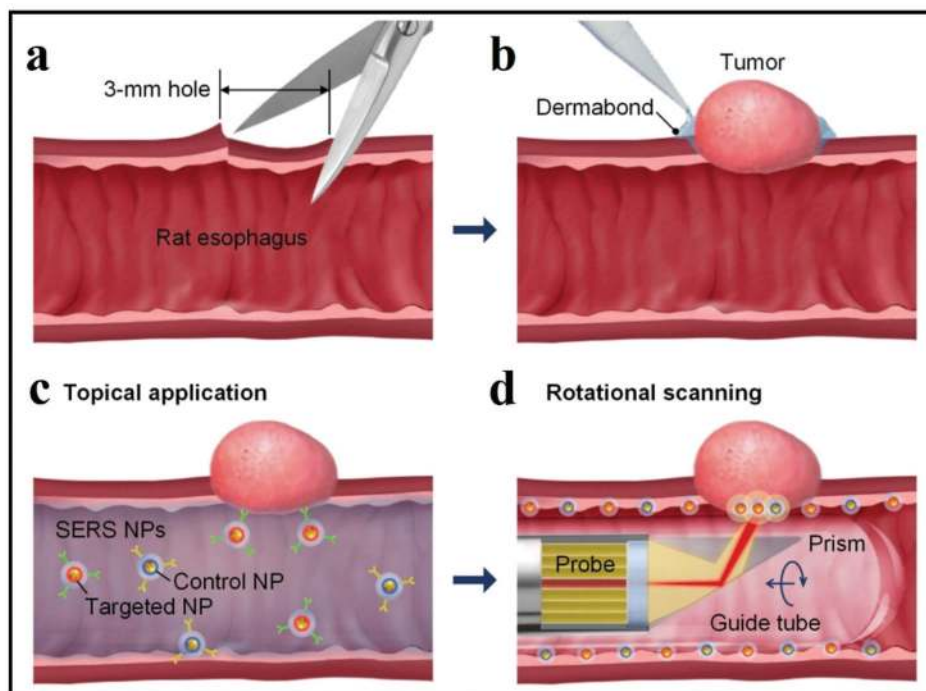 a
3-mm hole
Rat esophagus
b
Tumor
Dermabond
c Topical application
SERS NPs
Control NP
Targeted NP
d Rotational scanning
Probe
Prism
Guide tube